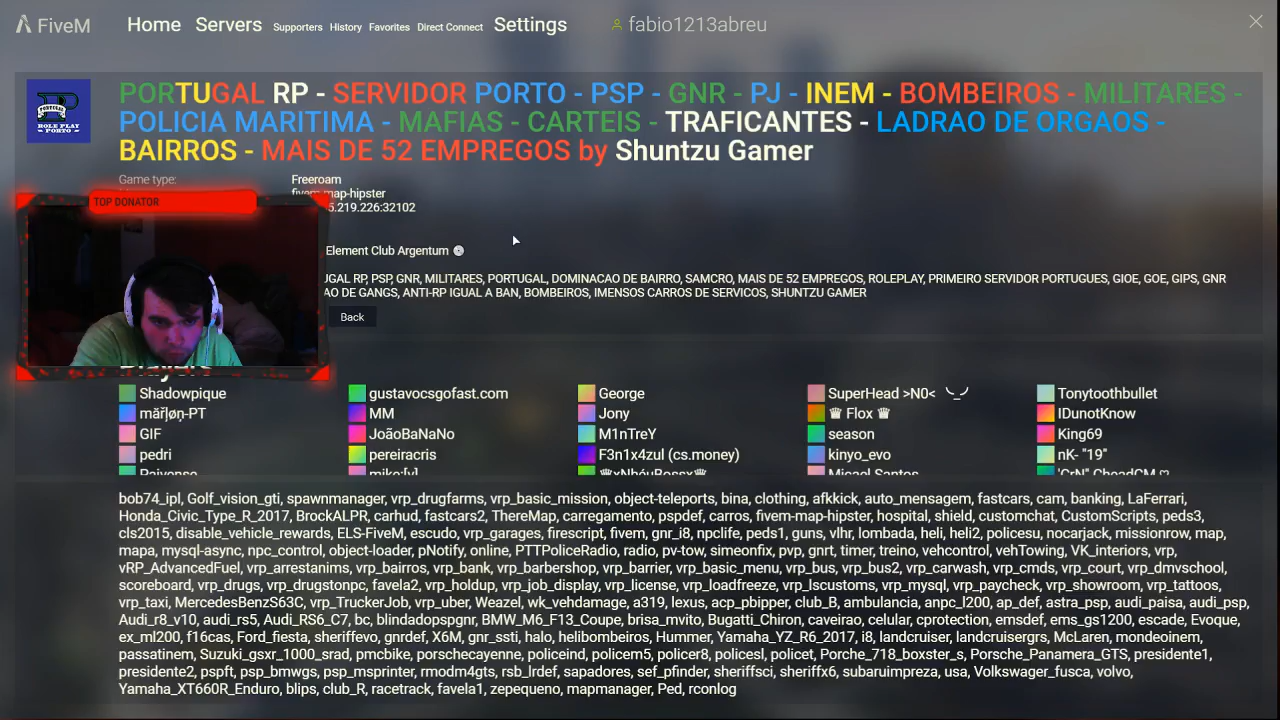 FiveM Home Servers Supporters History Favorites Direct Connect Settings fabio1213abreu
PORTUGAL RP - SERVIDOR PORTO - PSP - GNR - PJ - INEM - BOMBEIROS - MILITARES -
POLICIA MARITIMA - MAFIAS - CARTEIS - TRAFICANTES - LADRAO DE ORGAOS -
BAIRROS - MAIS DE 52 EMPREGOS by Shuntzu Gamer
PORTUGAL
ROLE PLAY
PORTO
Game type: Freeroam
fivem-map-hipster
5.219.226:32102
TOP DONATOR
Element Club Argentum
UGAL RP, PSP, GNR, MILITARES, PORTUGAL, DOMINACAO DE BAIRRO, SAMCRO, MAIS DE 52 EMPREGOS, ROLEPLAY, PRIMEIRO SERVIDOR PORTUGUES, GIOE, GOE, GIPS, GNR
AO DE GANGS, ANTI-RP IGUAL A BAN, BOMBEIROS, IMENSOS CARROS DE SERVICOS, SHUNTZU GAMER
Back
Shadowpique gustavocsgofast.com George SuperHead >N0< Tonytoothbullet
mãřļøņ-PT MM Jony ♛ Flox ♛ IDunotKnow
GIF JoãoBaNaNo M1nTreY season King69
pedri pereiracris F3n1x4zul (cs.money) kinyo_evo nK- "19"
Micael Santos
bob74_ipl, Golf_vision_gti, spawnmanager, vrp_drugfarms, vrp_basic_mission, object-teleports, bina, clothing, afkkick, auto_mensagem, fastcars, cam, banking, LaFerrari,
Honda_Civic_Type_R_2017, BrockALPR, carhud, fastcars2, ThereMap, carregamento, pspdef, carros, fivem-map-hipster, hospital, shield, customchat, CustomScripts, peds3,
cls2015, disable_vehicle_rewards, ELS-FiveM, escudo, vrp_garages, firescript, fivem, gnr_i8, npclife, peds1, guns, vlhr, lombada, heli, heli2, policesu, missionrow, map,
mapa, mysql-async, npc_control, object-loader, pNotify, online, PTTPoliceRadio, radio, pv-tow, simeonfix, pvp, gnrt, timer, treino, vehcontrol, vehTowing, VK_interiors, vrp,
vRP_AdvancedFuel, vrp_arrestanims, vrp_bairros, vrp_bank, vrp_barbershop, vrp_barrier, vrp_basic_menu, vrp_bus, vrp_bus2, vrp_carwash, vrp_cmds, vrp_court, vrp_dmvschool,
scoreboard, vrp_drugs, vrp_drugstonpc, favela2, vrp_holdup, vrp_job_display, vrp_license, vrp_loadfreeze, vrp_lscustoms, vrp_mysql, vrp_paycheck, vrp_showroom, vrp_tattoos,
vrp_taxi, MercedesBenzS63C, vrp_TruckerJob, vrp_uber, Weazel, wk_vehdamage, a319, lexus, acp_pbipper, club_B, ambulancia, anpc_l200, ap_def, astra_psp, audi_paisa, audi_psp,
Audi_r8_v10, audi_rs5, Audi_RS6_C7, bc, blindadopspgnr, BMW_M6_F13_Coupe, brisa_mvito, Bugatti_Chiron, caveirao, celular, cprotection, emsdef, ems_gs1200, escade, Evoque,
ex_ml200, f16cas, Ford_fiesta, sheriffevo, gnrdef, X6M, gnr_ssti, halo, helibombeiros, Hummer, Yamaha_YZ_R6_2017, i8, landcruiser, landcruisergrs, McLaren, mondeoinem,
passatinem, Suzuki_gsxr_1000_srad, pmcbike, porschecayenne, policeind, policem5, policer8, policesl, policet, Porche_718_boxster_s, Porsche_Panamera_GTS, presidente1,
presidente2, pspft, psp_bmwgs, psp_msprinter, rmodm4gts, rsb_lrdef, sapadores, sef_pfinder, sheriffsci, sheriffx6, subaruimpreza, usa, Volkswager_fusca, volvo,
Yamaha_XT660R_Enduro, blips, club_R, racetrack, favela1, zepequeno, mapmanager, Ped, rconlog